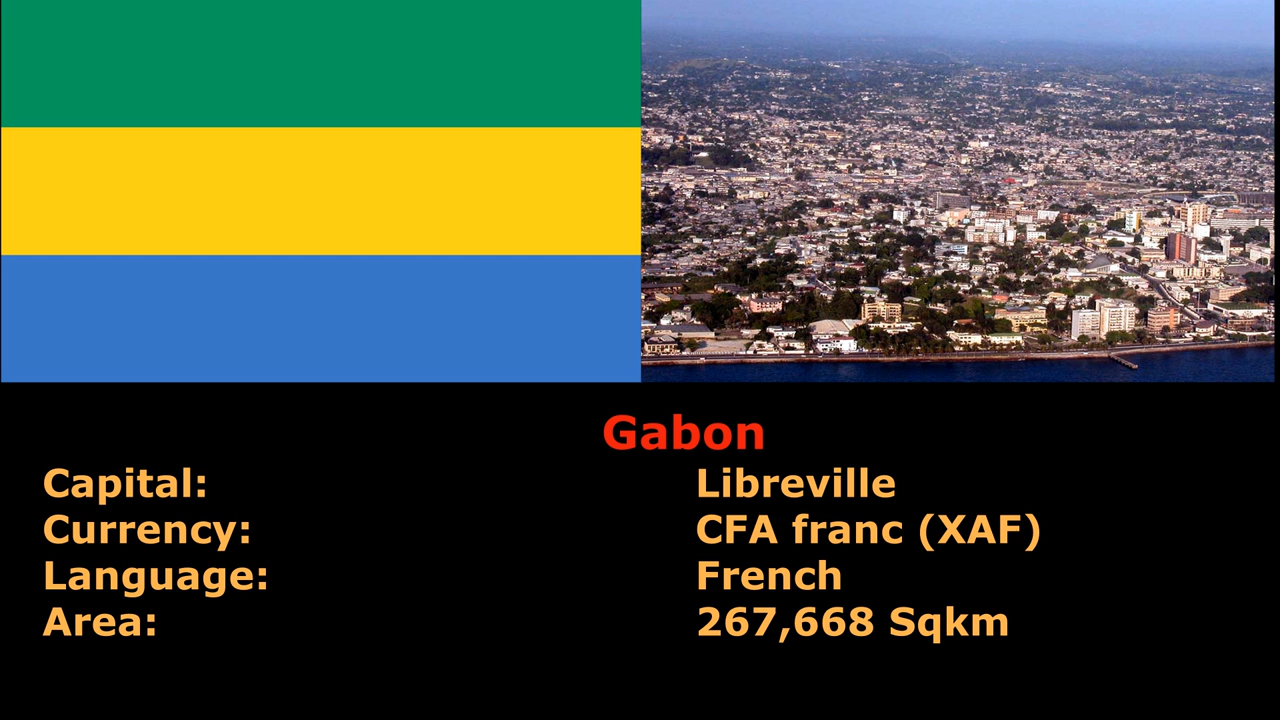 Gabon
Capital: Libreville
Currency: CFA franc (XAF)
Language: French
Area: 267,668 Sqkm